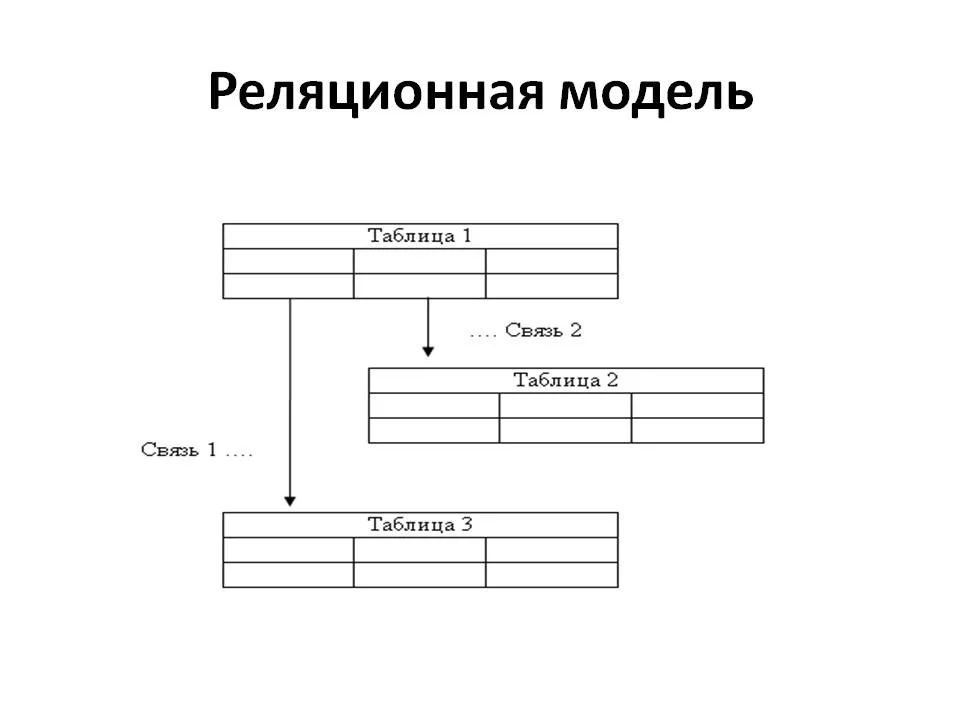 Реляционная модель
Таблица 1
.... Связь 2
Таблица 2
Связь 1 ....
Таблица 3